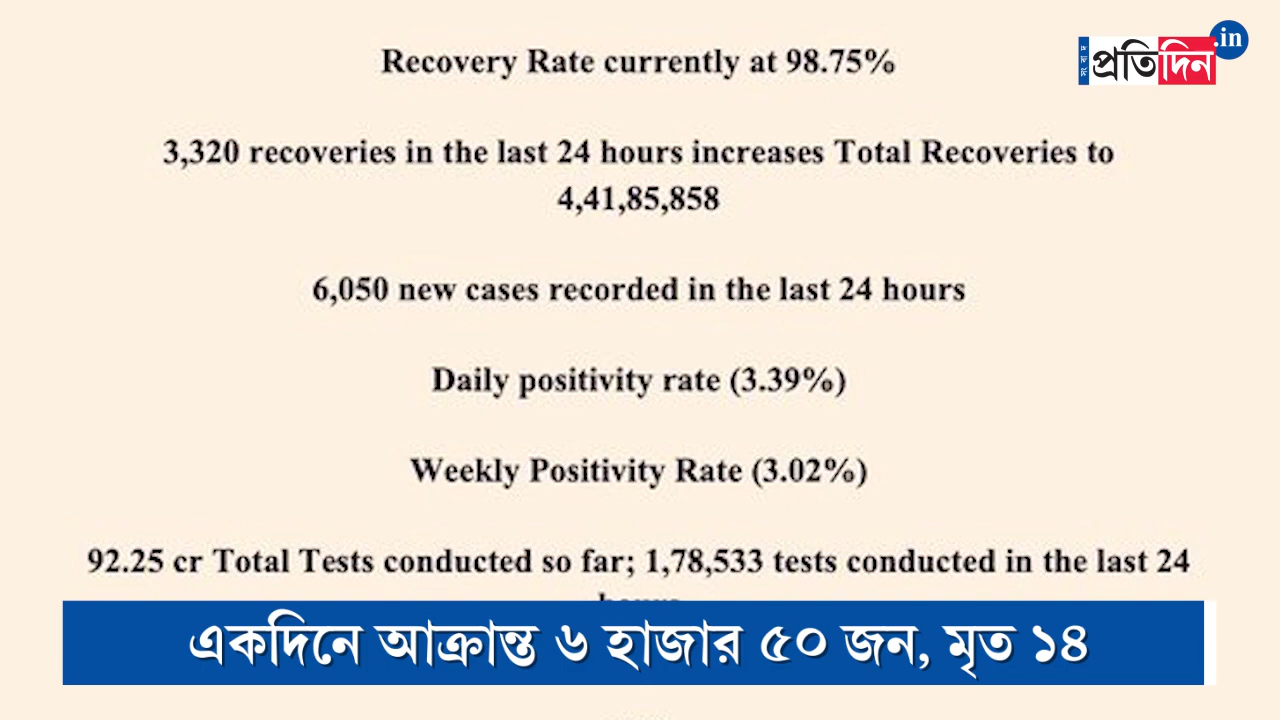 Recovery Rate currently at 98.75%
সংবাদ প্রতিদিন .in
3,320 recoveries in the last 24 hours increases Total Recoveries to
4,41,85,858
6,050 new cases recorded in the last 24 hours
Daily positivity rate (3.39%)
Weekly Positivity Rate (3.02%)
92.25 cr Total Tests conducted so far; 1,78,533 tests conducted in the last 24
একদিনে আক্রান্ত ৬ হাজার ৫০ জন, মৃত ১৪